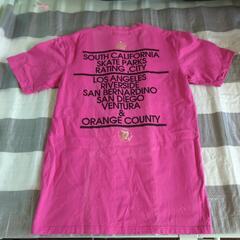 SOUTH CALIFORNIA
SKATE PARKS
RATING .CITY
LOS ANGELES
RIVERSIDE
SAN BERNARDINO
SAN DIEGO
VENTURA
&
ORANGE COUNTY